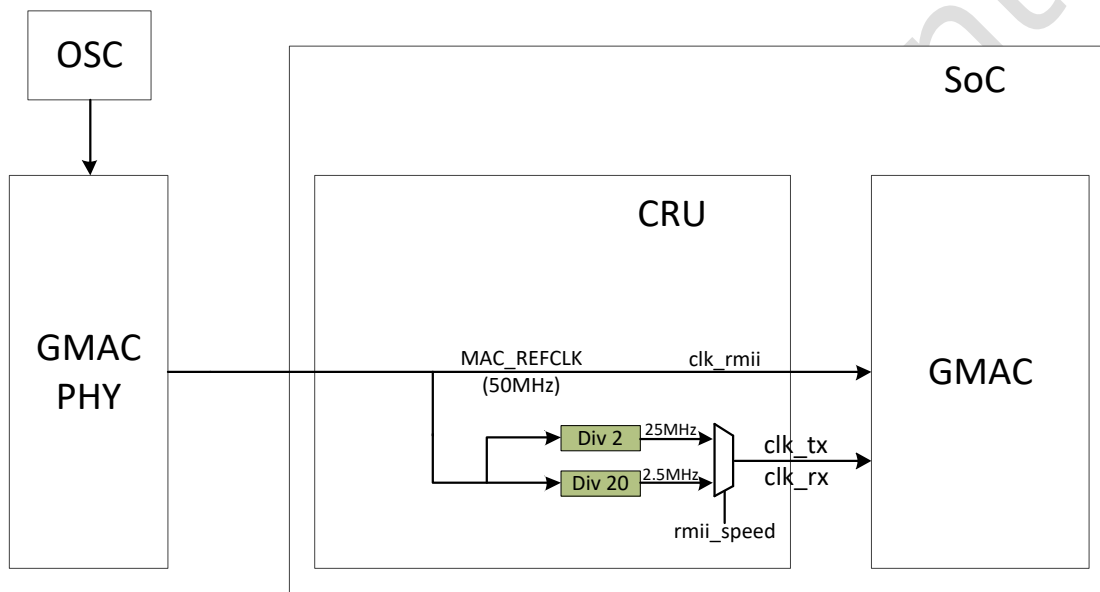 OSC
SoC
CRU
GMAC
PHY
MAC_REFCLK
(50MHz)
clk_rmii
GMAC
Div 2
25MHz
Div 20
2.5MHz
clk_tx
clk_rx
rmii_speed